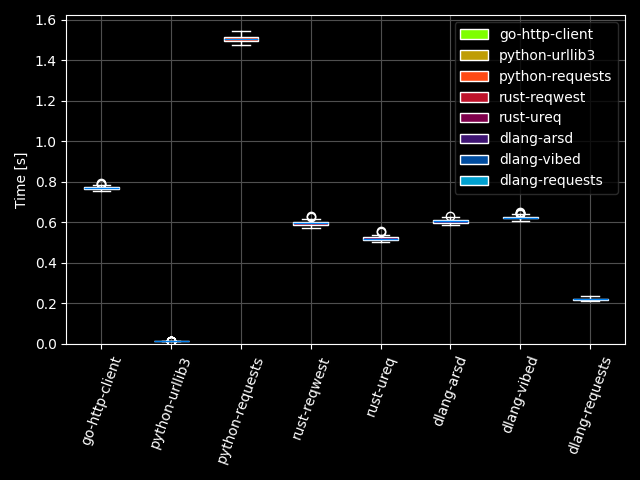 Time [s]
1.6
1.4
1.2
1.0
0.8
0.6
0.4
0.2
0.0
go-http-client
python-urllib3
python-requests
rust-reqwest
rust-ureq
dlang-arsd
dlang-vibed
dlang-requests
go-http-client
python-urllib3
python-requests
rust-reqwest
rust-ureq
dlang-arsd
dlang-vibed
dlang-requests